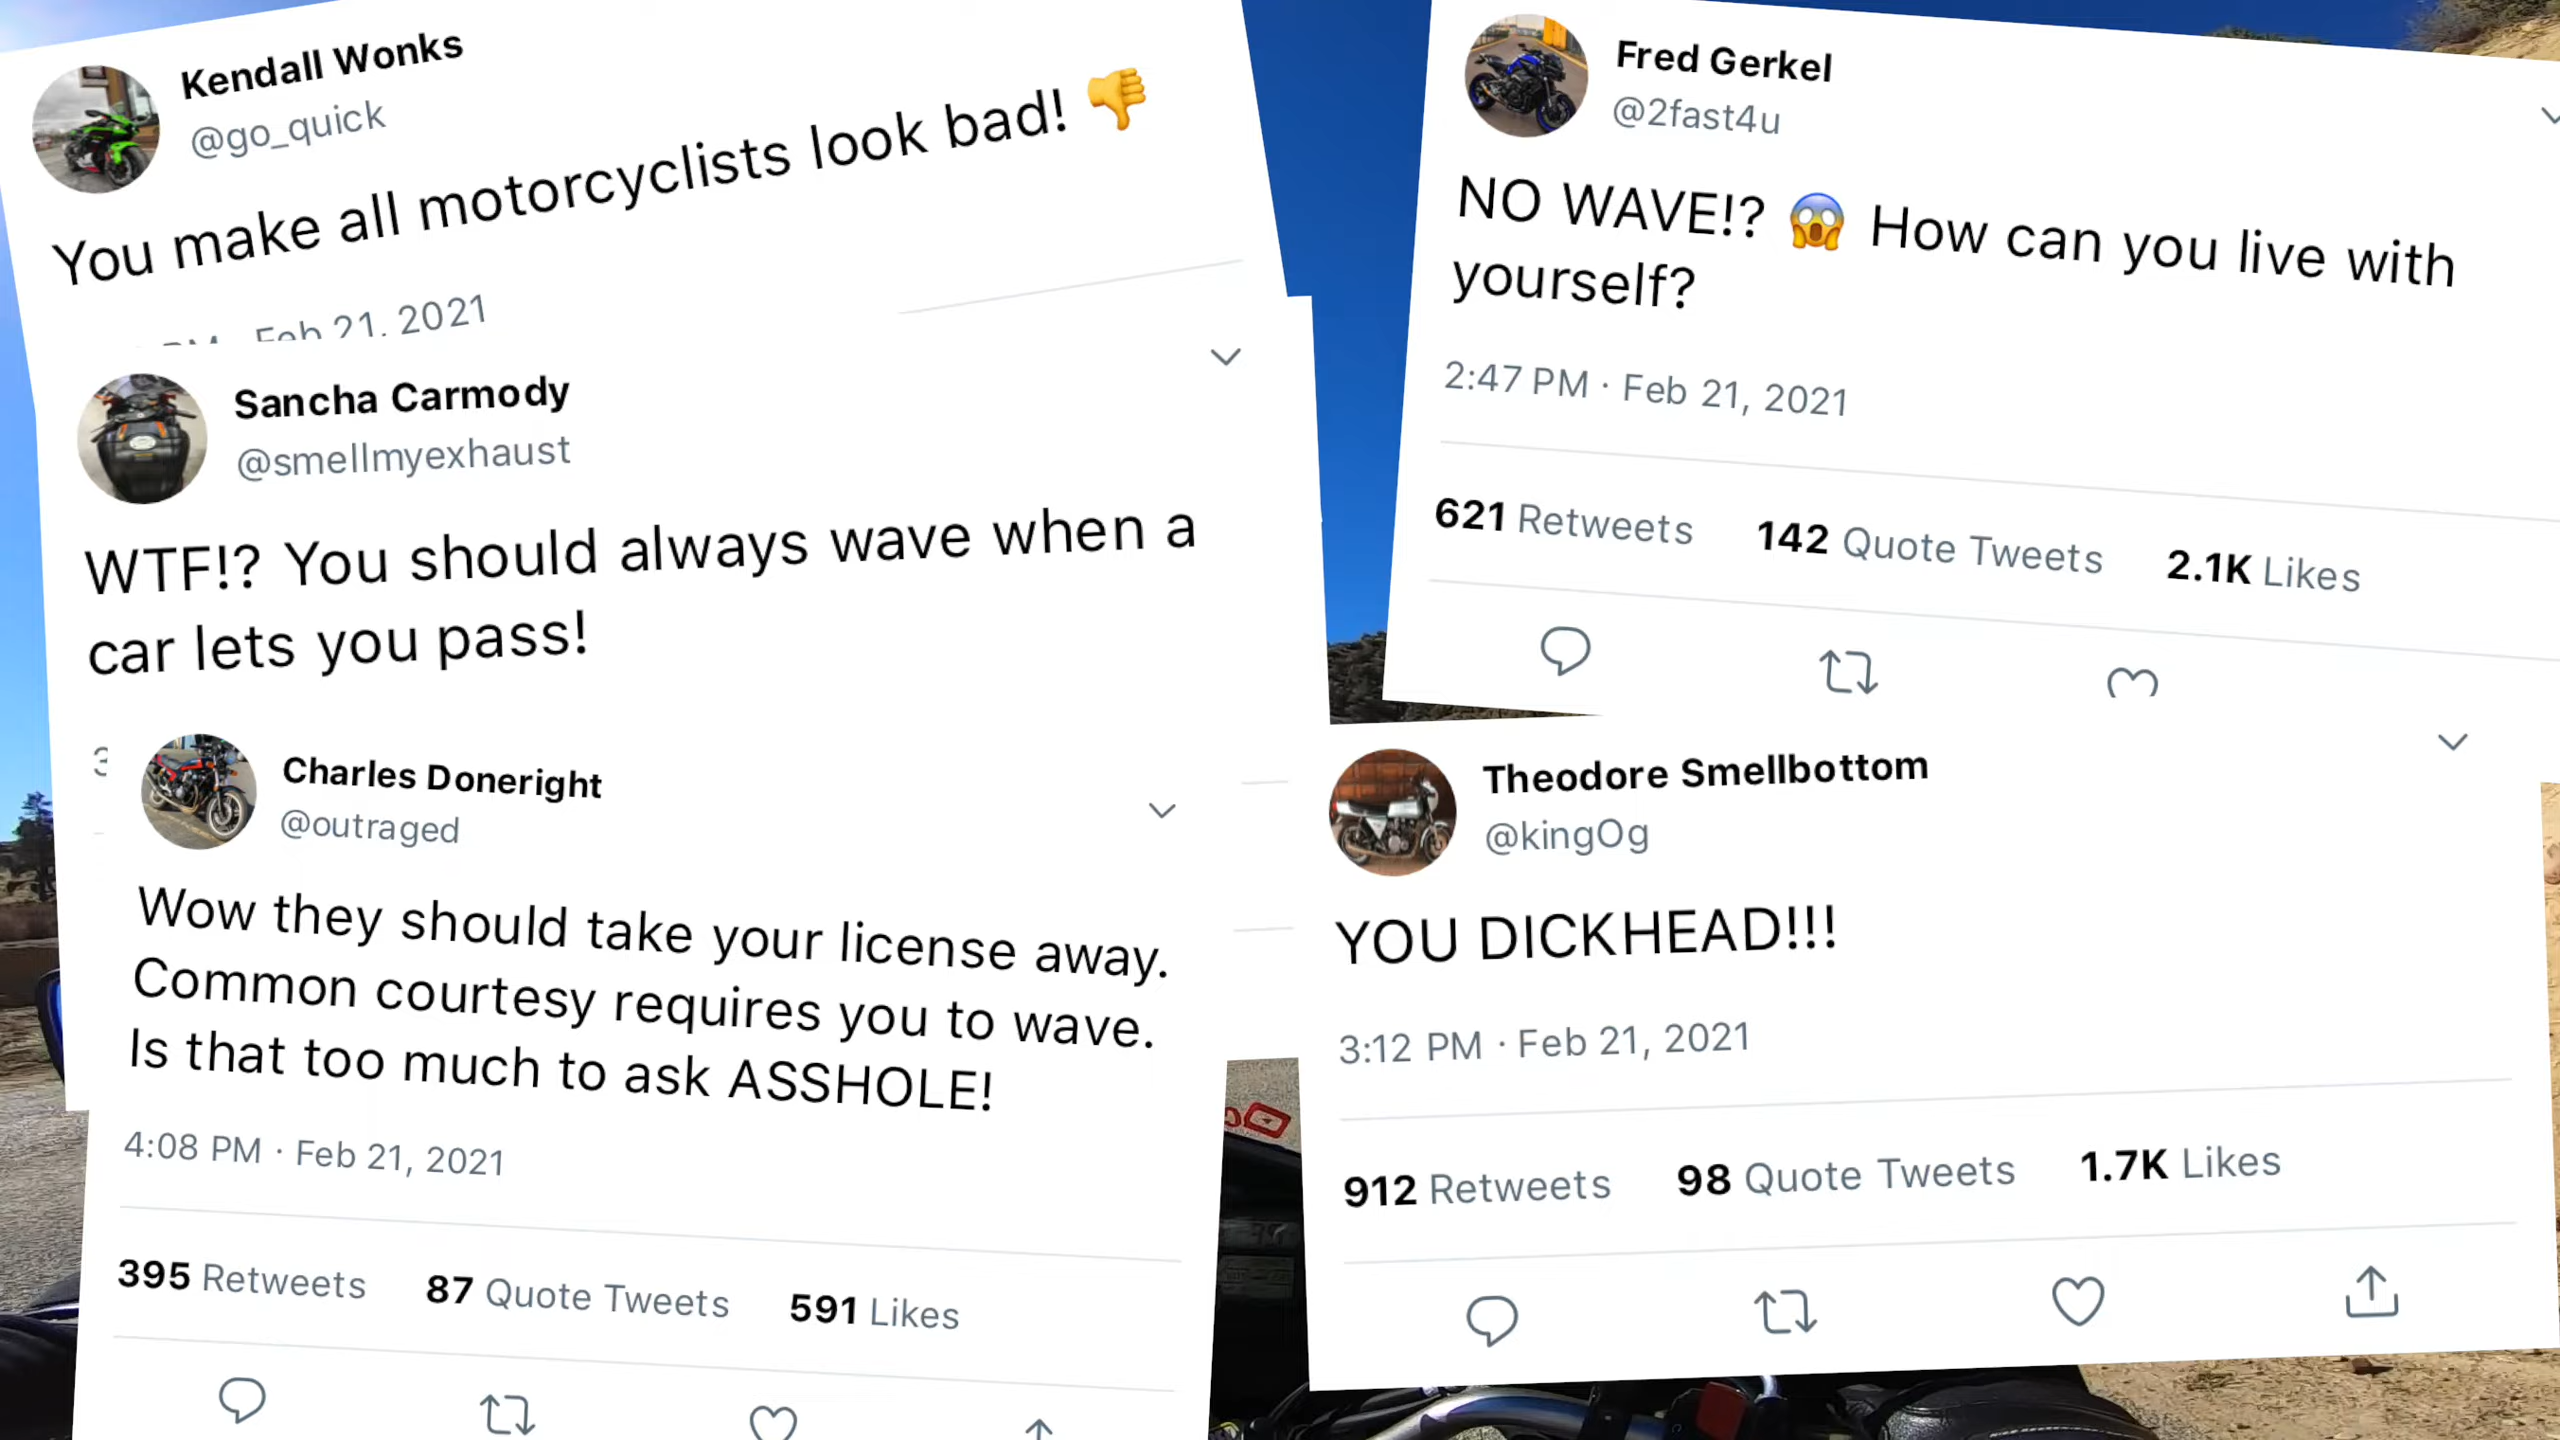 Kendall Wonks
@go_quick
You make all motorcyclists look bad! 👎
PM · Feb 21, 2021
Sancha Carmody
@smellmyexhaust
WTF!? You should always wave when a
car lets you pass!
3
Charles Doneright
@outraged
Wow they should take your license away.
Common courtesy requires you to wave.
Is that too much to ask ASSHOLE!
4:08 PM · Feb 21, 2021
395 Retweets 87 Quote Tweets 591 Likes
Fred Gerkel
@2fast4u
NO WAVE!? 😱 How can you live with
yourself?
2:47 PM · Feb 21, 2021
621 Retweets 142 Quote Tweets 2.1K Likes
Theodore Smellbottom
@kingOg
YOU DICKHEAD!!!
3:12 PM · Feb 21, 2021
912 Retweets 98 Quote Tweets 1.7K Likes